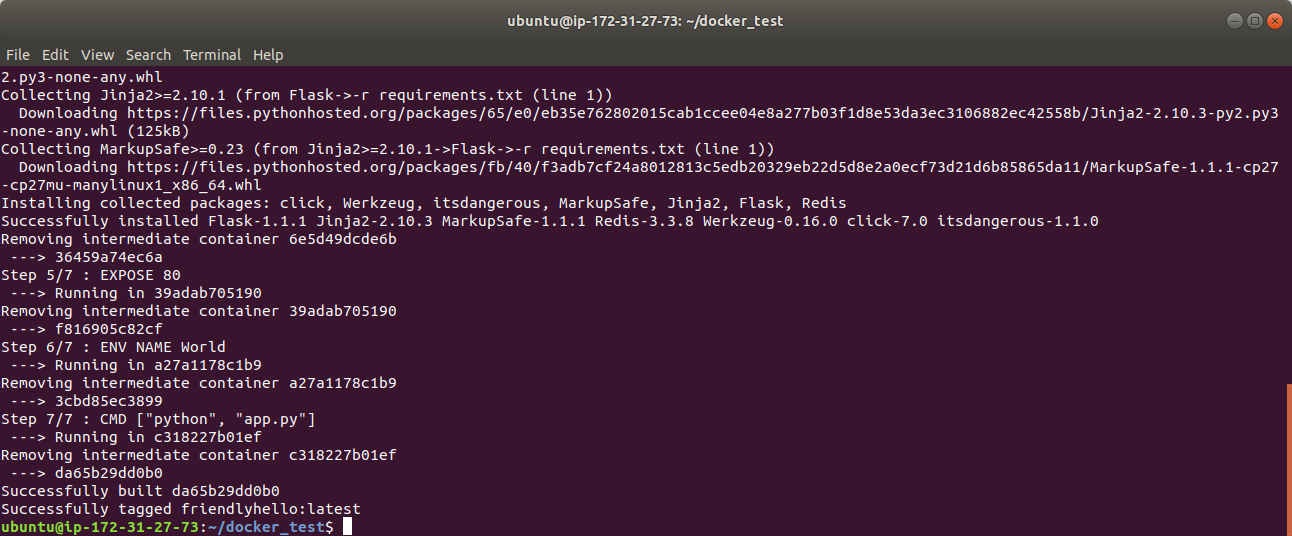 ubuntu@ip-172-31-27-73: ~/docker_test
File Edit View Search Terminal Help
2.py3-none-any.whl
Collecting Jinja2>=2.10.1 (from Flask->-r requirements.txt (line 1))
  Downloading https://files.pythonhosted.org/packages/65/e0/eb35e762802015cab1ccee04e8a277b03f1d8e53da3ec3106882ec42558b/Jinja2-2.10.3-py2.py3
-none-any.whl (125kB)
Collecting MarkupSafe>=0.23 (from Jinja2>=2.10.1->Flask->-r requirements.txt (line 1))
  Downloading https://files.pythonhosted.org/packages/fb/40/f3adb7cf24a8012813c5edb20329eb22d5d8e2a0ecf73d21d6b85865da11/MarkupSafe-1.1.1-cp27
-cp27mu-manylinux1_x86_64.whl
Installing collected packages: click, Werkzeug, itsdangerous, MarkupSafe, Jinja2, Flask, Redis
Successfully installed Flask-1.1.1 Jinja2-2.10.3 MarkupSafe-1.1.1 Redis-3.3.8 Werkzeug-0.16.0 click-7.0 itsdangerous-1.1.0
Removing intermediate container 6e5d49dcde6b
 ---> 36459a74ec6a
Step 5/7 : EXPOSE 80
 ---> Running in 39adab705190
Removing intermediate container 39adab705190
 ---> f816905c82cf
Step 6/7 : ENV NAME World
 ---> Running in a27a1178c1b9
Removing intermediate container a27a1178c1b9
 ---> 3cbd85ec3899
Step 7/7 : CMD ["python", "app.py"]
 ---> Running in c318227b01ef
Removing intermediate container c318227b01ef
 ---> da65b29dd0b0
Successfully built da65b29dd0b0
Successfully tagged friendlyhello:latest
ubuntu@ip-172-31-27-73:~/docker_test$